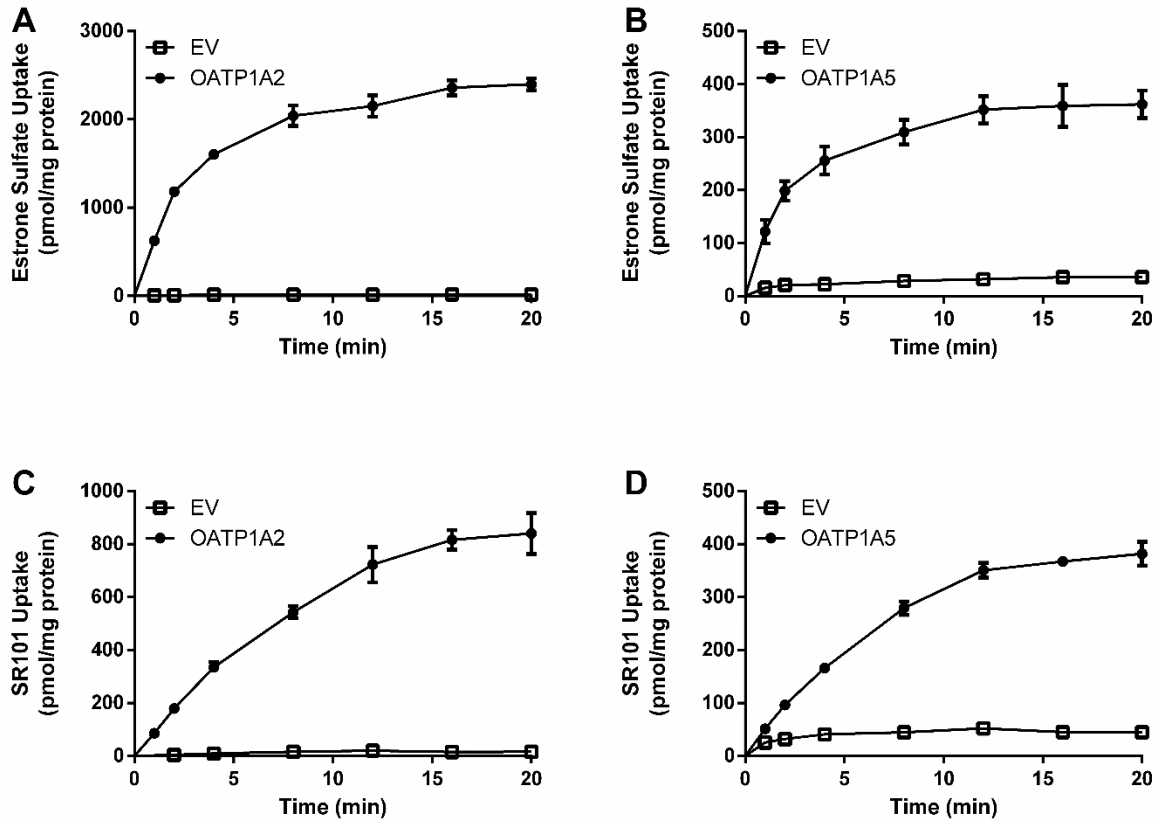 A
Estrone Sulfate Uptake
(pmol/mg protein)
3000
2000
1000
0
EV
OATP1A2
0 5 10 15 20
Time (min)
B
Estrone Sulfate Uptake
(pmol/mg protein)
500
400
300
200
100
0
EV
OATP1A5
0 5 10 15 20
Time (min)
C
SR101 Uptake
(pmol/mg protein)
1000
800
600
400
200
0
EV
OATP1A2
0 5 10 15 20
Time (min)
D
SR101 Uptake
(pmol/mg protein)
500
400
300
200
100
0
EV
OATP1A5
0 5 10 15 20
Time (min)